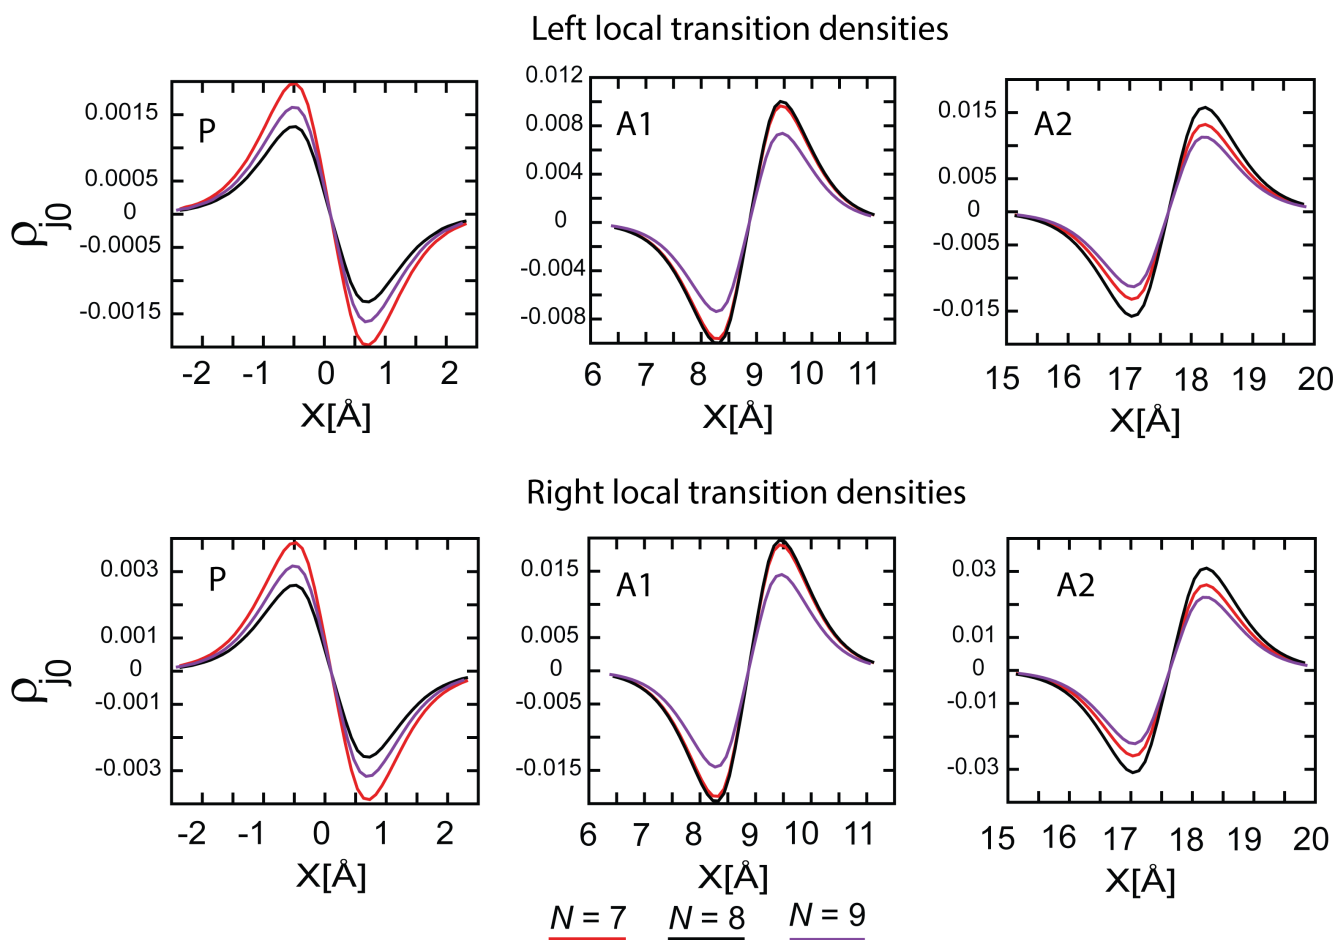 Left local transition densities
ρj0
P
0.0015
0.0005
0
-0.0005
-0.0015
-2 -1 0 1 2
X[Å]
A1
0.012
0.008
0.004
0
-0.004
-0.008
6 7 8 9 10 11
X[Å]
A2
0.015
0.005
0
-0.005
-0.015
15 16 17 18 19 20
X[Å]
Right local transition densities
ρj0
P
0.003
0.001
0
-0.001
-0.003
-2 -1 0 1 2
X[Å]
A1
0.015
0.005
0
-0.005
-0.015
6 7 8 9 10 11
X[Å]
A2
0.03
0.01
0
-0.01
-0.03
15 16 17 18 19 20
X[Å]
N = 7 N = 8 N = 9